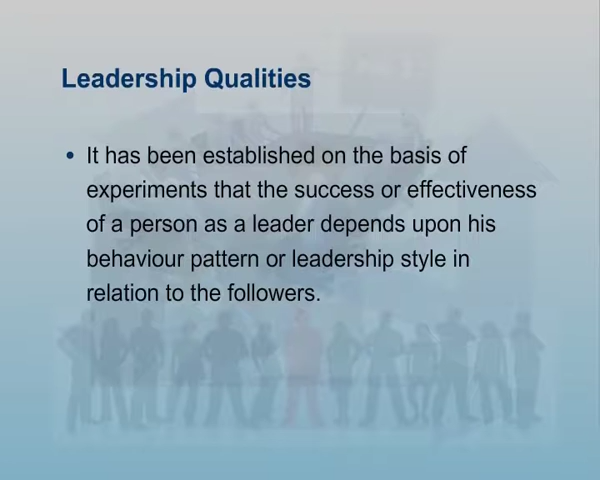 Leadership Qualities
• It has been established on the basis of
experiments that the success or effectiveness
of a person as a leader depends upon his
behaviour pattern or leadership style in
relation to the followers.